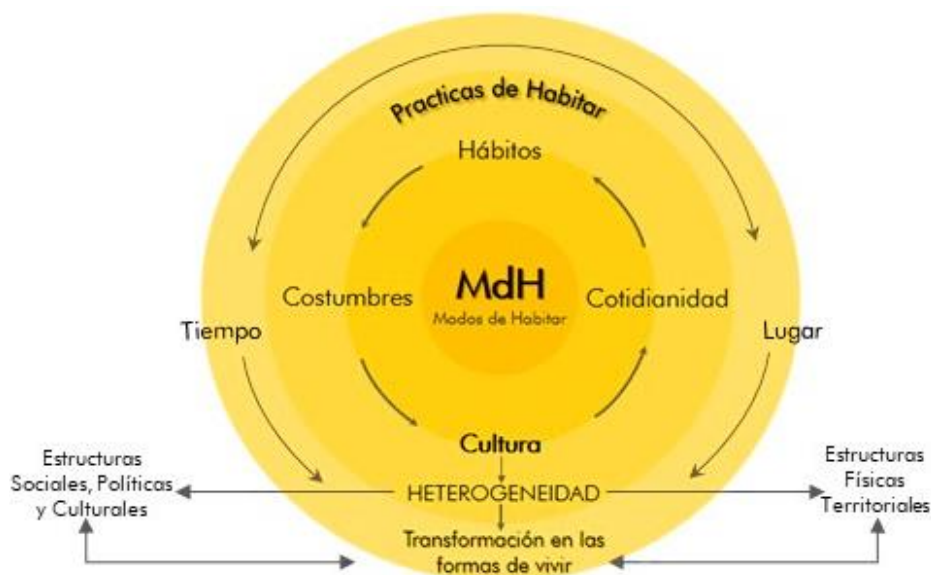 Practicas de Habitar
Hábitos
Costumbres
MdH
Modos de Habitar
Cotidianidad
Tiempo
Lugar
Cultura
Estructuras
Sociales, Políticas
y Culturales
HETEROGENEIDAD
Estructuras
Físicas
Territoriales
Transformación en las
formas de vivir